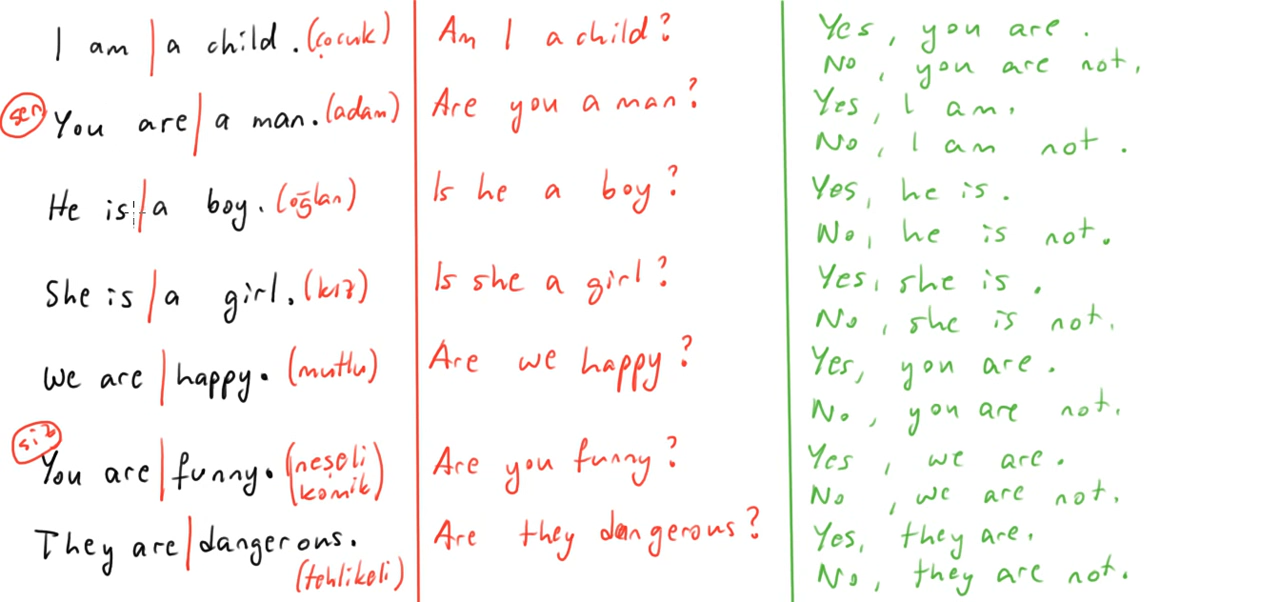 I am | a child. (çocuk)
sen
You are | a man. (adam)
He is | a boy. (oğlan)
She is | a girl. (kız)
We are | happy. (mutlu)
siz
You are | funny. (neşeli
(komik)
They are | dangerous.
(tehlikeli)
Am I a child?
Are you a man?
Is he a boy?
Is she a girl?
Are we happy?
Are you funny?
Are they dangerous?
Yes, you are.
No, you are not.
Yes, I am.
No, I am not.
Yes, he is.
No, he is not.
Yes, she is.
No, she is not.
Yes, you are.
No, you are not.
Yes, we are.
No, we are not.
Yes, they are.
No, they are not.